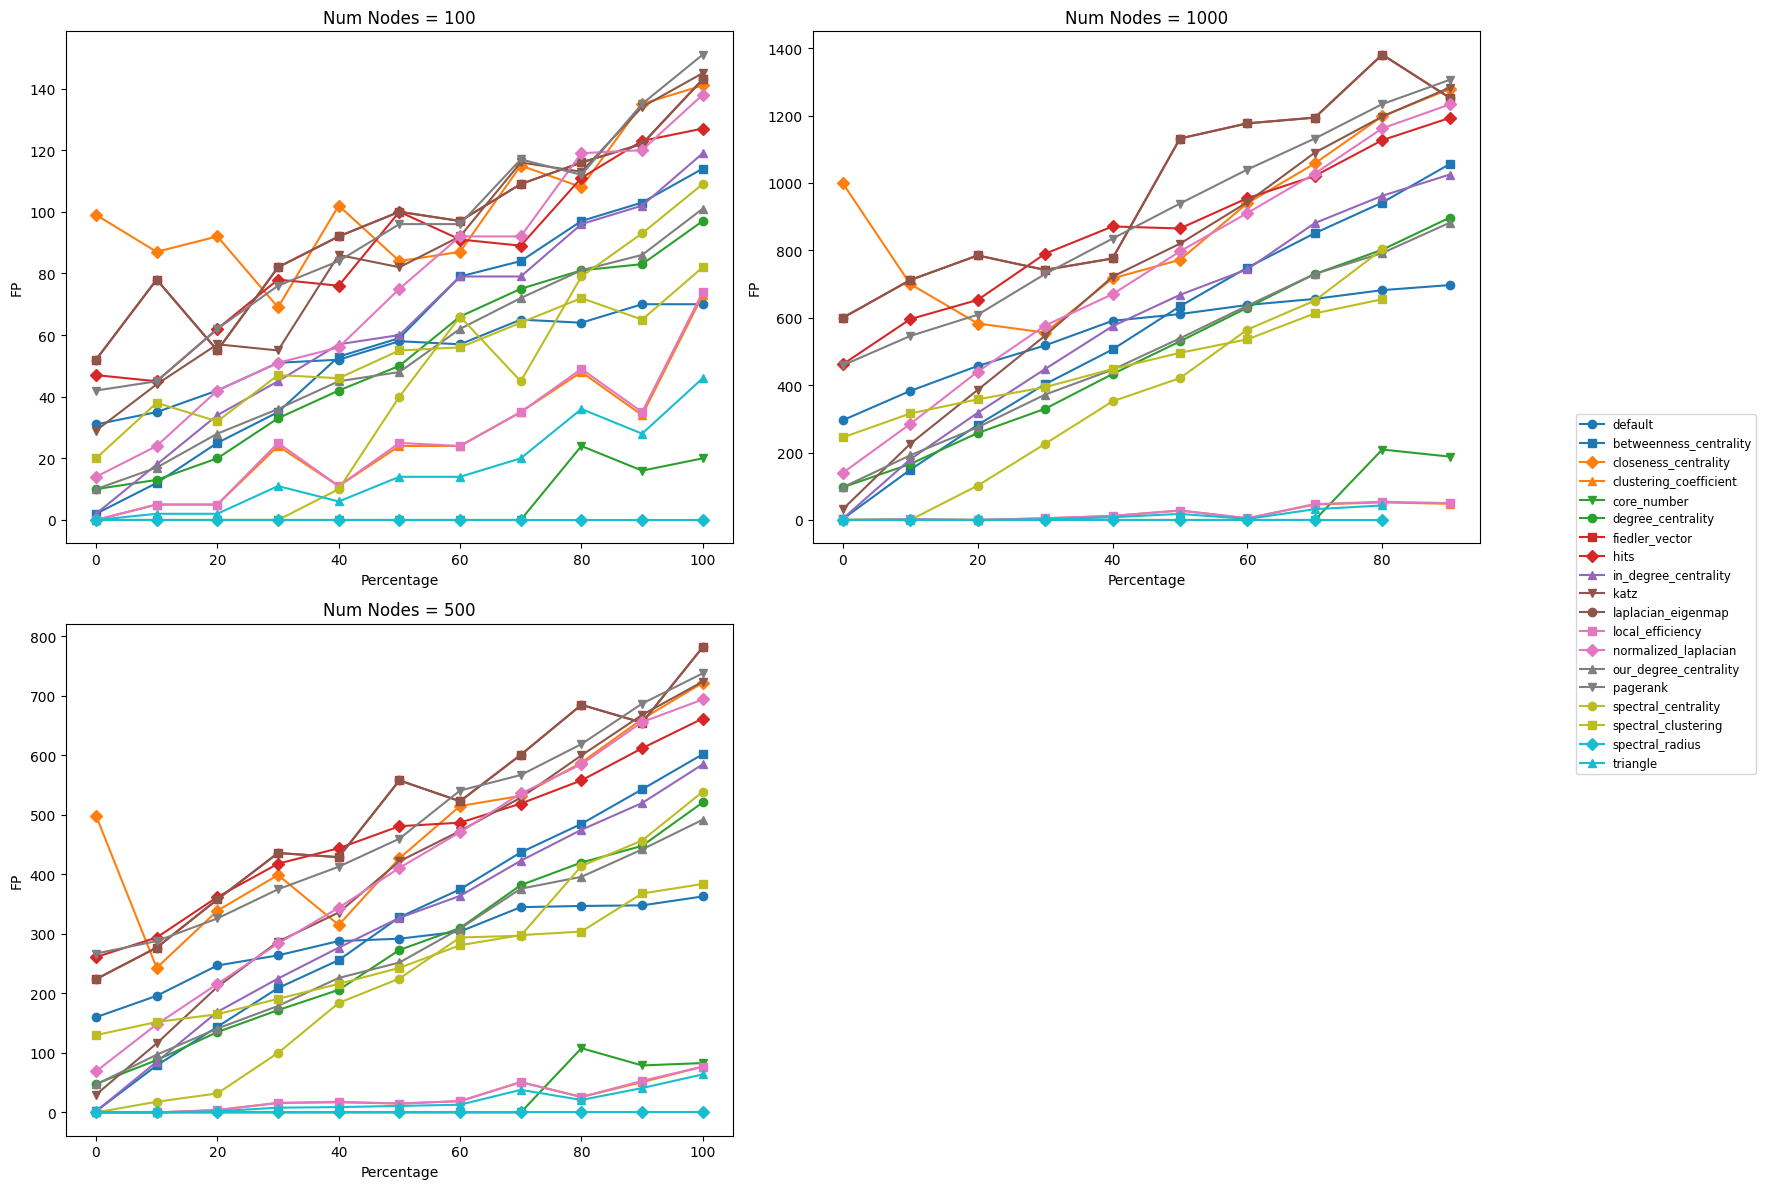 Num Nodes = 100
FP
140
120
100
80
60
40
20
0
0 20 40 60 80 100
Percentage
Num Nodes = 1000
FP
1400
1200
1000
800
600
400
200
0
0 20 40 60 80
Percentage
Num Nodes = 500
FP
800
700
600
500
400
300
200
100
0
0 20 40 60 80 100
Percentage
default
betweenness_centrality
closeness_centrality
clustering_coefficient
core_number
degree_centrality
fiedler_vector
hits
in_degree_centrality
katz
laplacian_eigenmap
local_efficiency
normalized_laplacian
our_degree_centrality
pagerank
spectral_centrality
spectral_clustering
spectral_radius
triangle